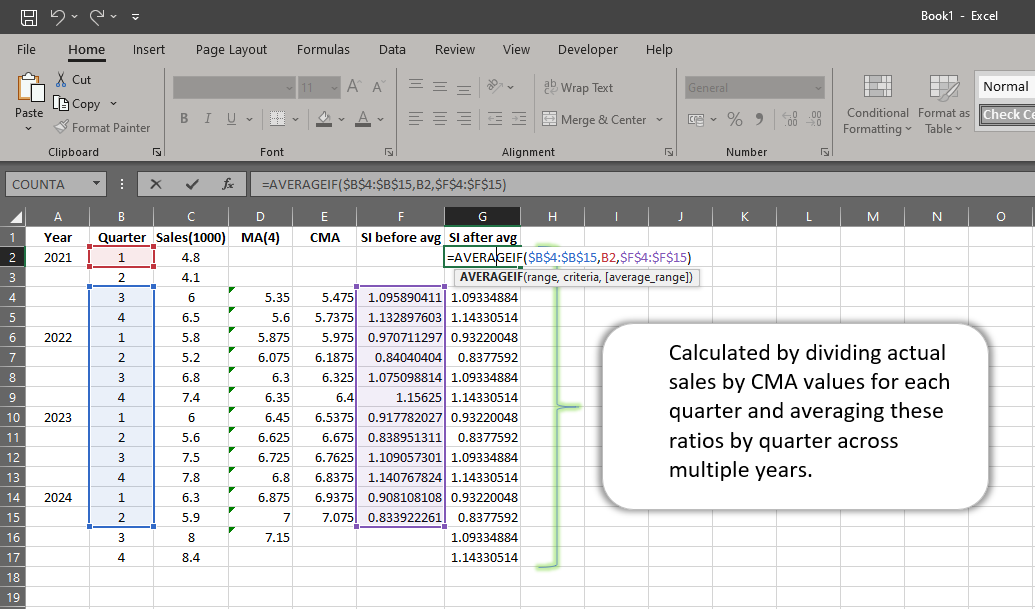 Book1 - Excel
File Home Insert Page Layout Formulas Data Review View Developer Help
Paste
Cut
Copy
Format Painter
Clipboard
11
B I U
A A
Font
Wrap Text
Merge & Center
Alignment
General
%
Number
Conditional Formatting
Format as Table
Normal
Check Ce
COUNTA
fx
=AVERAGEIF($B$4:$B$15,B2,$F$4:$F$15)
A B C D E F G H I J K L M N O
1 Year Quarter Sales(1000) MA(4) CMA SI before avg SI after avg
2 2021 1 4.8 =AVERAGEIF($B$4:$B$15,B2,$F$4:$F$15)
3 2 4.1 AVERAGEIF(range, criteria, [average_range])
4 3 6 5.35 5.475 1.095890411 1.09334884
5 4 6.5 5.6 5.7375 1.132897603 1.14330514
6 2022 1 5.8 5.875 5.975 0.970711297 0.93220048
7 2 5.2 6.075 6.1875 0.84040404 0.8377592
8 3 6.8 6.3 6.325 1.075098814 1.09334884
9 4 7.4 6.35 6.4 1.15625 1.14330514
10 2023 1 6 6.45 6.5375 0.917782027 0.93220048
11 2 5.6 6.625 6.675 0.838951311 0.8377592
12 3 7.5 6.725 6.7625 1.109057301 1.09334884
13 4 7.8 6.8 6.8375 1.140767824 1.14330514
14 2024 1 6.3 6.875 6.9375 0.908108108 0.93220048
15 2 5.9 7 7.075 0.833922261 0.8377592
16 3 8 7.15 1.09334884
17 4 8.4 1.14330514
18
19
Calculated by dividing actual
sales by CMA values for each
quarter and averaging these
ratios by quarter across
multiple years.